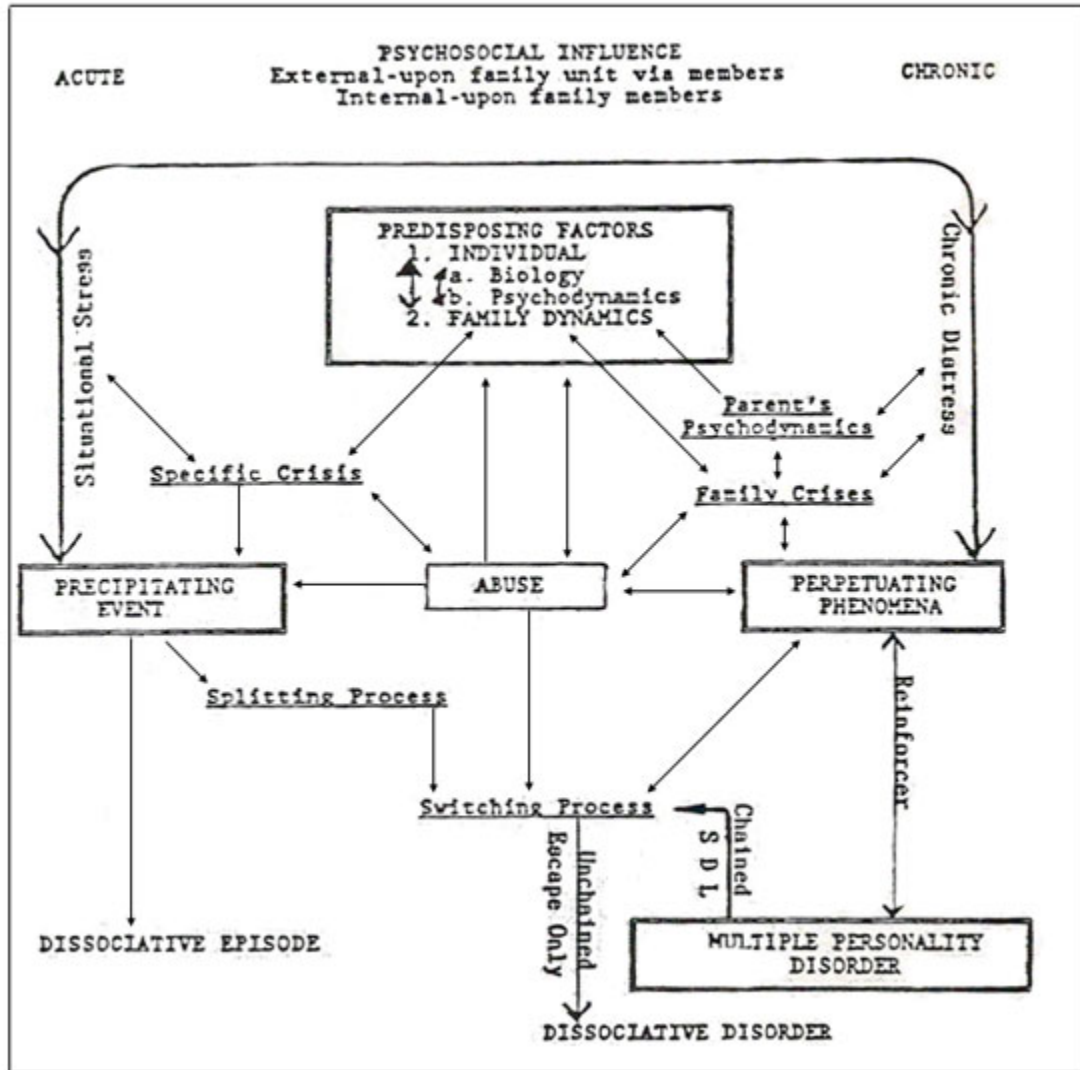 PSYCHOSOCIAL INFLUENCE
ACUTE
External-upon family unit via members
CHRONIC
Internal-upon family members
PREDISPOSING FACTORS
1. INDIVIDUAL
a. Biology
b. Psychodynamics
2. FAMILY DYNAMICS
Situational Stress
Chronic Distress
Parent's
Psychodynamics
Specific Crisis
Family Crises
PRECIPITATING
EVENT
ABUSE
PERPETUATING
PHENOMENA
Splitting Process
Reinforcer
Switching Process
Chained
SDL
Unchained
Escape Only
DISSOCIATIVE EPISODE
MULTIPLE PERSONALITY
DISORDER
DISSOCIATIVE DISORDER